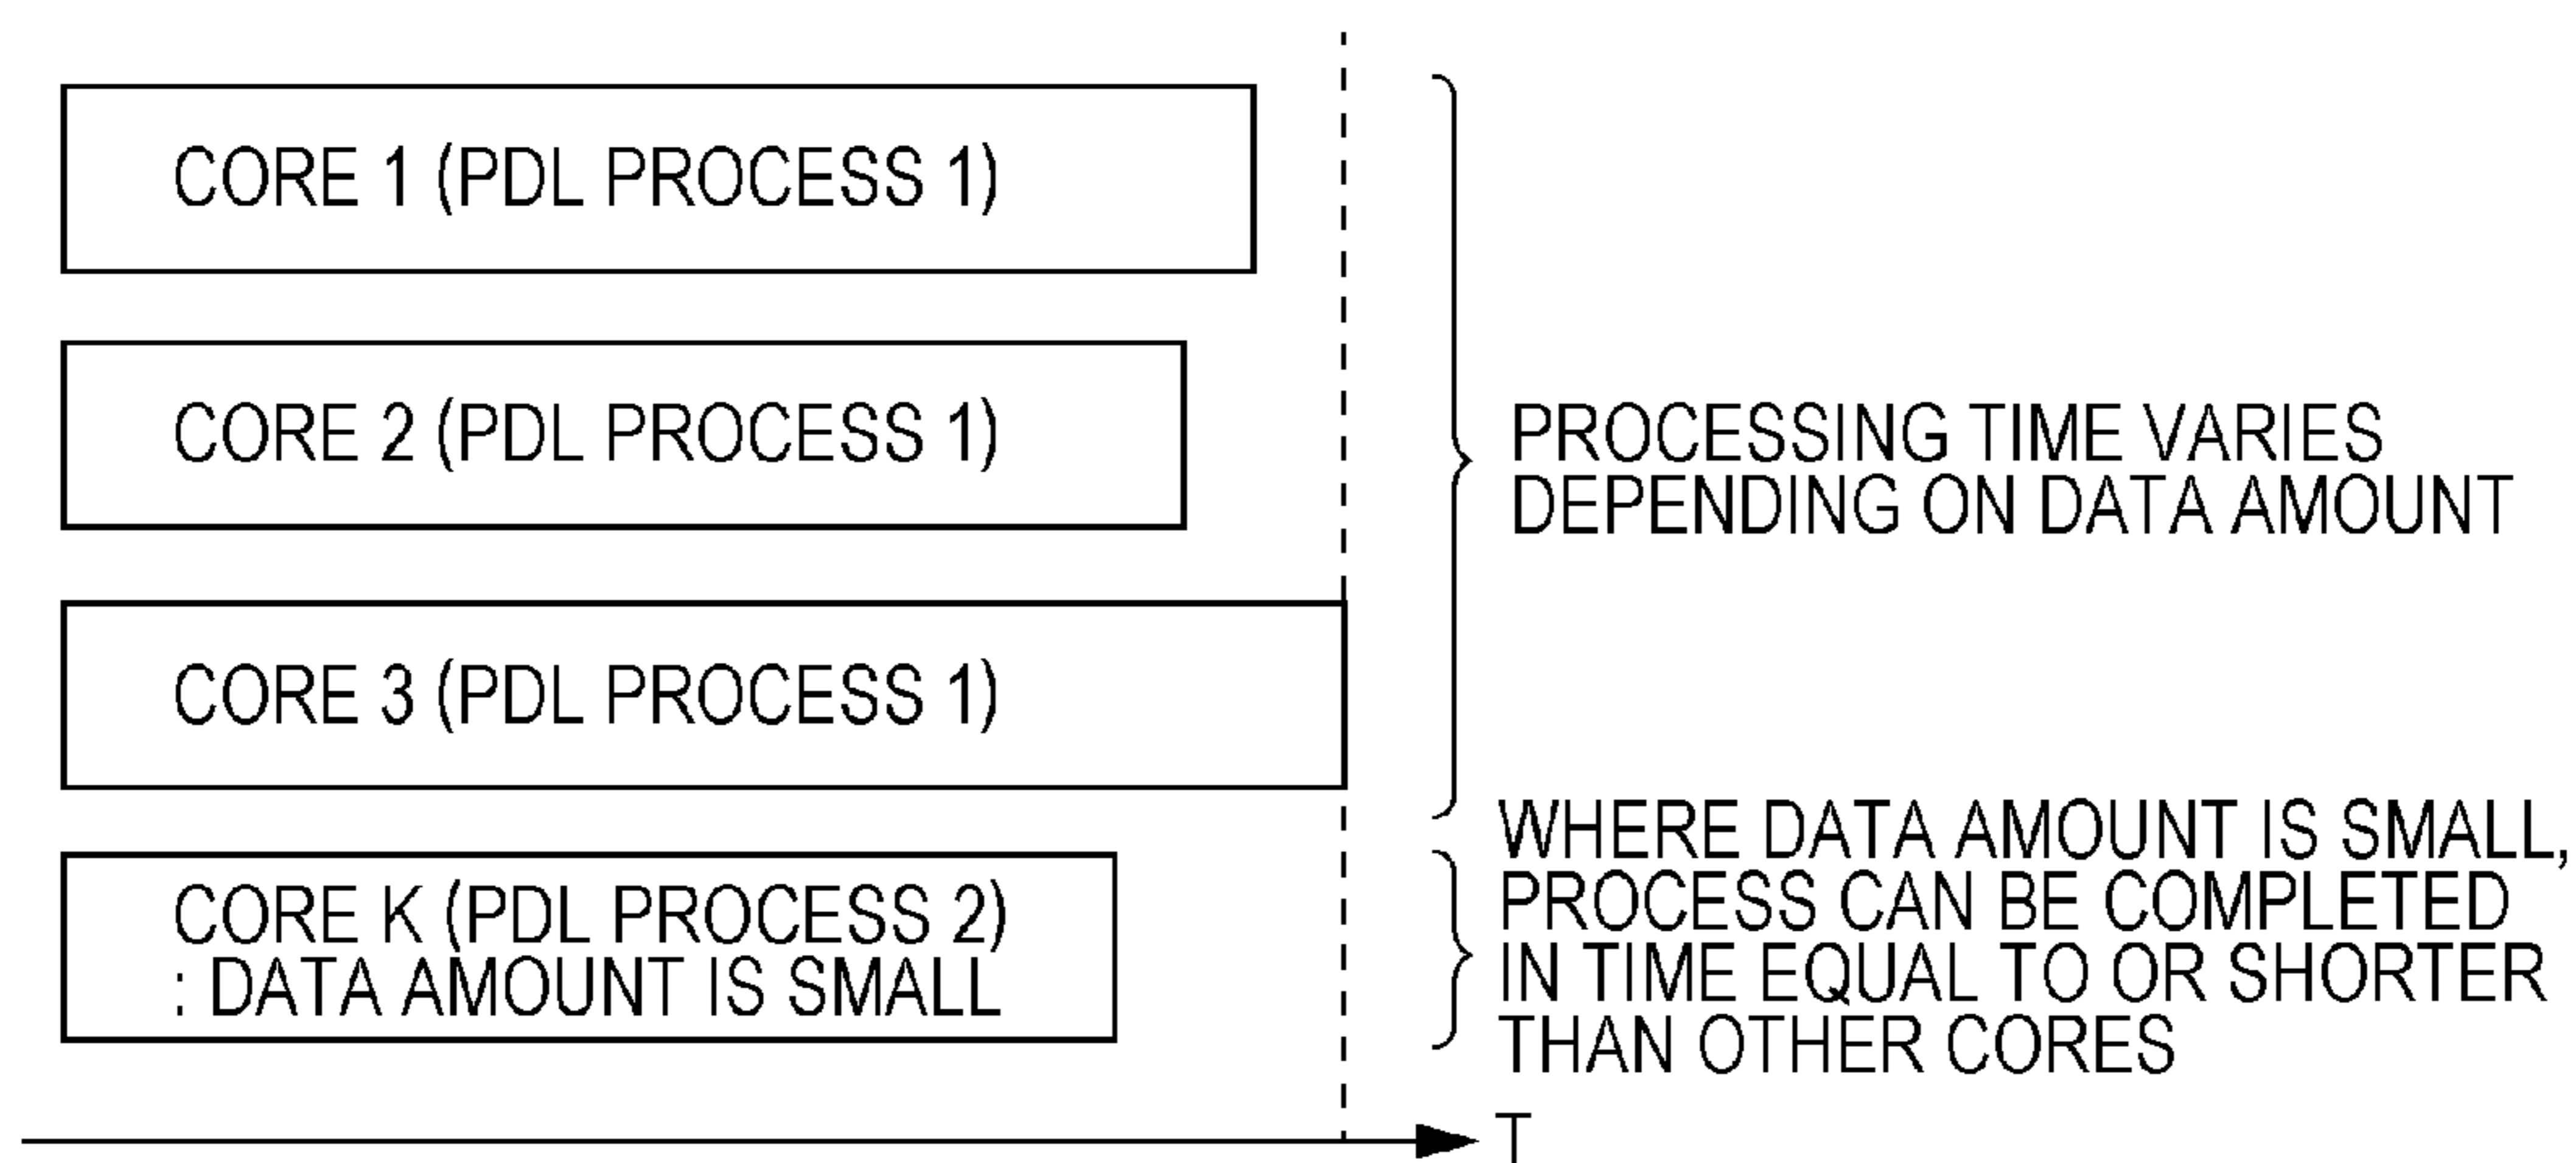 CORE 1 (PDL PROCESS 1)
CORE 2 (PDL PROCESS 1)
PROCESSING TIME VARIES
DEPENDING ON DATA AMOUNT
CORE 3 (PDL PROCESS 1)
CORE K (PDL PROCESS 2)
: DATA AMOUNT IS SMALL
WHERE DATA AMOUNT IS SMALL,
PROCESS CAN BE COMPLETED
IN TIME EQUAL TO OR SHORTER
THAN OTHER CORES
T